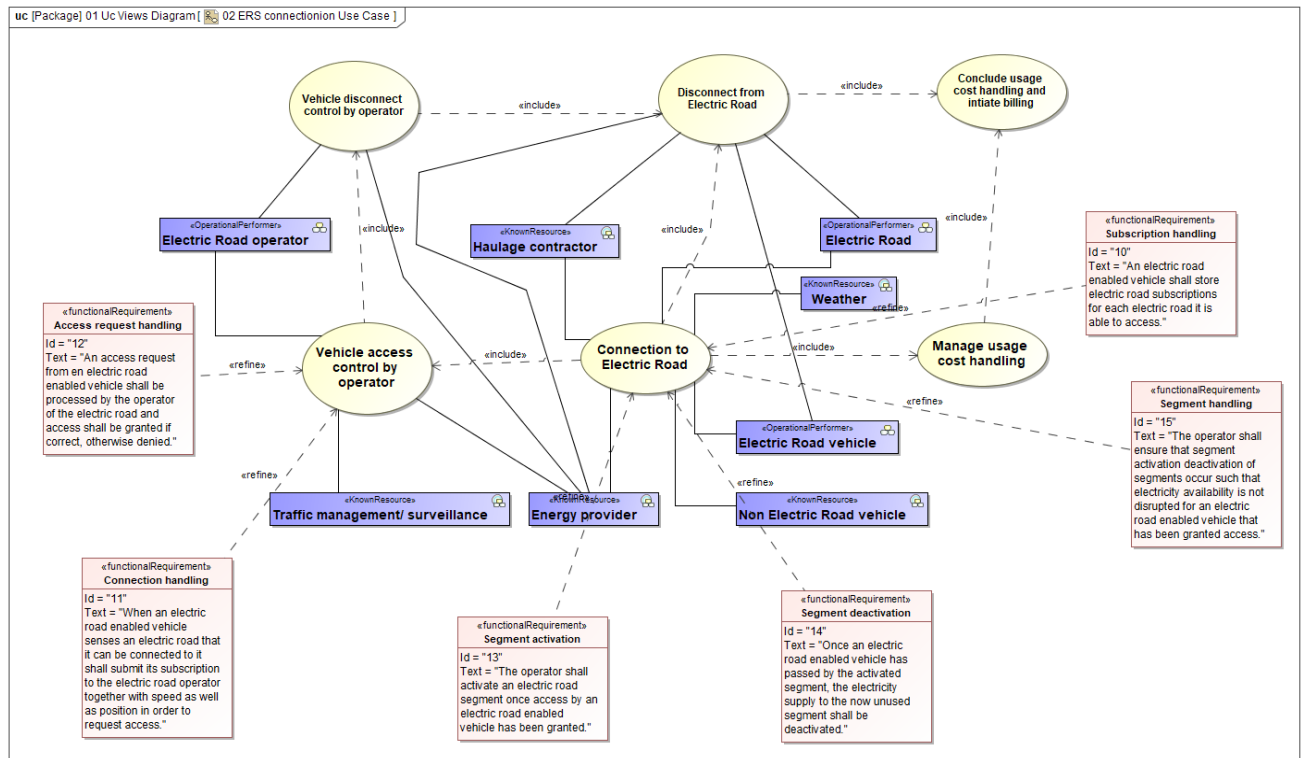 uc [Package] 01 Uc Views Diagram [ 02 ERS connectionion Use Case ]
Vehicle disconnect
control by operator
«include»
Disconnect from
Electric Road
«include»
Conclude usage
cost handling and
intiate billing
«OperationalPerformer»
Electric Road operator
«include»
«KnownResource»
Haulage contractor
«include»
«OperationalPerformer»
Electric Road
«include»
«KnownResource»
Weather
«functionalRequirement»
Subscription handling
Id = "10"
Text = "An electric road
enabled vehicle shall store
electric road subscriptions
for each electric road it is
able to access."
«refine»
«functionalRequirement»
Access request handling
Id = "12"
Text = "An access request
from en electric road
enabled vehicle shall be
processed by the operator
of the electric road and
access shall be granted if
correct, otherwise denied."
«refine»
Vehicle access
control by
operator
«include»
Connection to
Electric Road
«include»
Manage usage
cost handling
«refine»
«functionalRequirement»
Segment handling
Id = "15"
Text = "The operator shall
ensure that segment
activation deactivation of
segments occur such that
electricity availability is not
disrupted for an electric
road enabled vehicle that
has been granted access."
«OperationalPerformer»
Electric Road vehicle
«refine»
«refine»
«KnownResource»
Traffic management/ surveillance
«KnownResource»
«refine»
Energy provider
«KnownResource»
Non Electric Road vehicle
«functionalRequirement»
Connection handling
Id = "11"
Text = "When an electric
road enabled vehicle
senses an electric road that
it can be connected to it
shall submit its subscription
to the electric road operator
together with speed as well
as position in order to
request access."
«functionalRequirement»
Segment activation
Id = "13"
Text = "The operator shall
activate an electric road
segment once access by an
electric road enabled
vehicle has been granted."
«functionalRequirement»
Segment deactivation
Id = "14"
Text = "Once an electric
road enabled vehicle has
passed by the activated
segment, the electricity
supply to the now unused
segment shall be
deactivated."